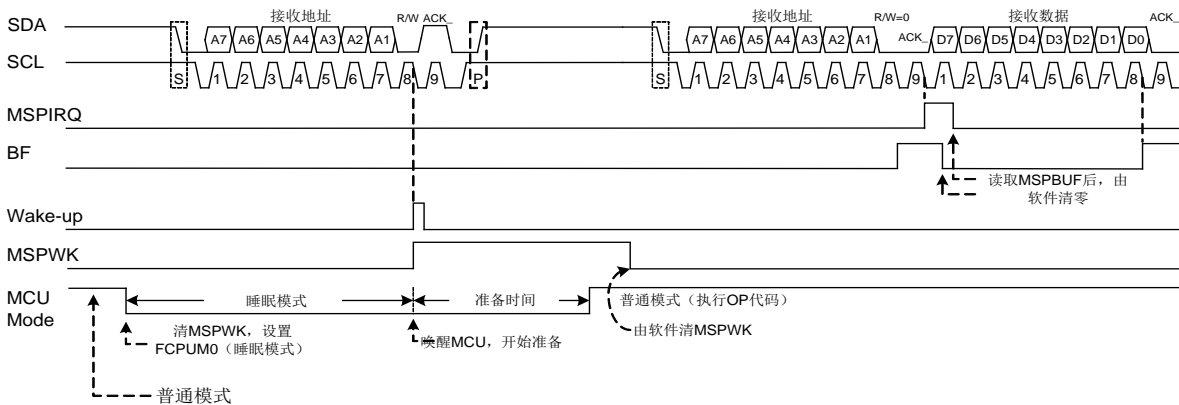 接收地址 R/W ACK_ 接收地址 R/W=0 ACK_ 接收数据 ACK_
SDA A7 A6 A5 A4 A3 A2 A1 A7 A6 A5 A4 A3 A2 A1 D7 D6 D5 D4 D3 D2 D1 D0
SCL S 1 2 3 4 5 6 7 8 9 P S 1 2 3 4 5 6 7 8 9 1 2 3 4 5 6 7 8 9
MSPIRQ
BF
读取MSPBUF后，由
软件清零
Wake-up
MSPWK
MCU
Mode
睡眠模式
准备时间
普通模式（执行OP代码）
清MSPWK，设置
FCPUM0（睡眠模式）
唤醒MCU，开始准备
由软件清MSPWK
普通模式